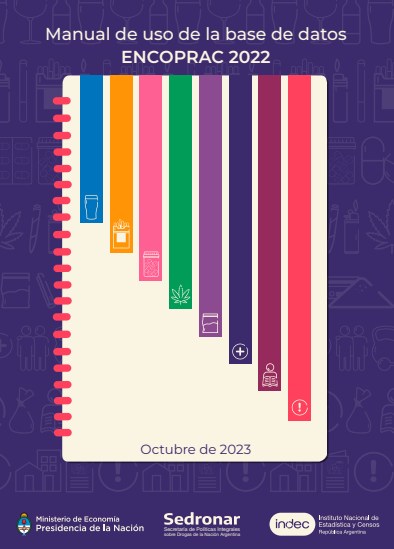 Manual de uso de la base de datos
ENCOPRAC 2022
Octubre de 2023
Ministerio de Economía
Presidencia de la Nación
Sedronar
Secretaría de Políticas Integrales
sobre Drogas de la Nación Argentina
indec
Instituto Nacional de
Estadística y Censos
República Argentina